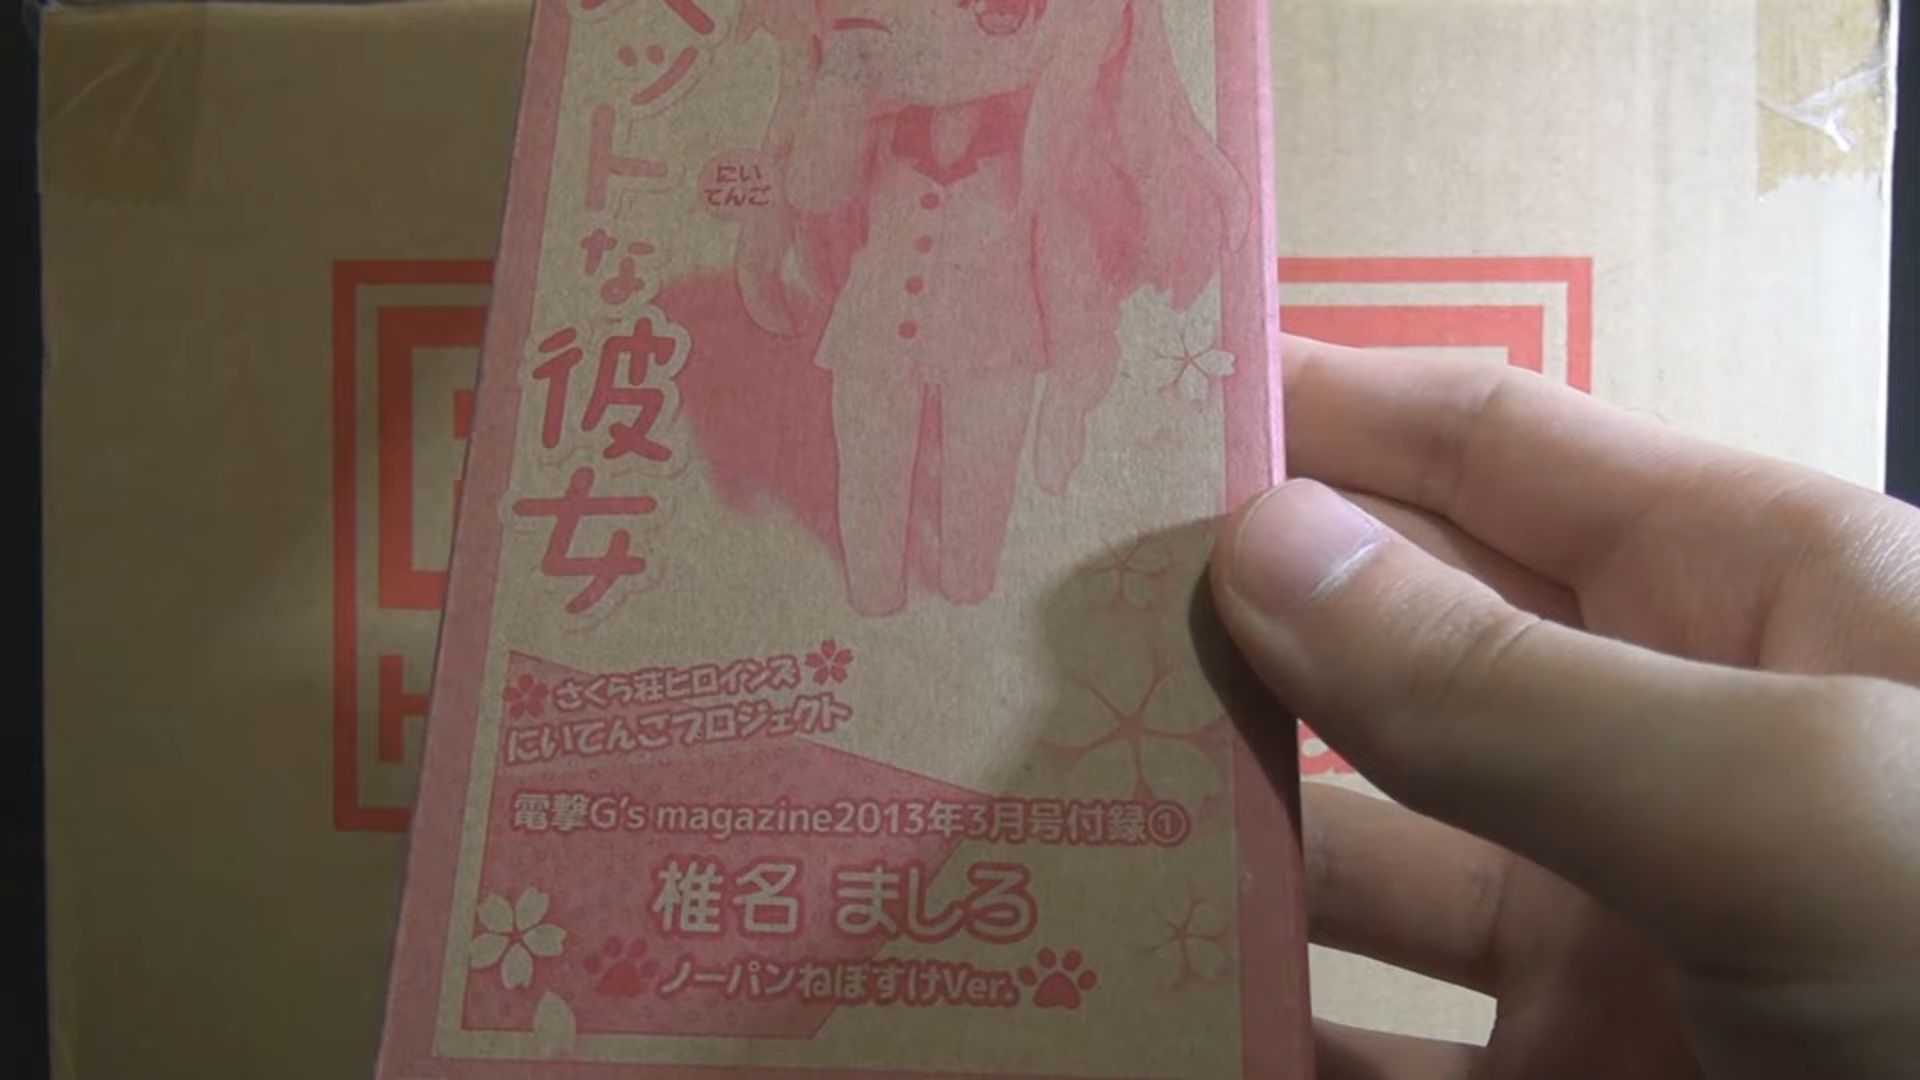 ットな彼女
にい
てんご
さくら荘ヒロインズ
にいてんごプロジェクト
電撃G's magazine2013年3月号付録①
椎名 ましろ
ノーパンねぼすけVer.